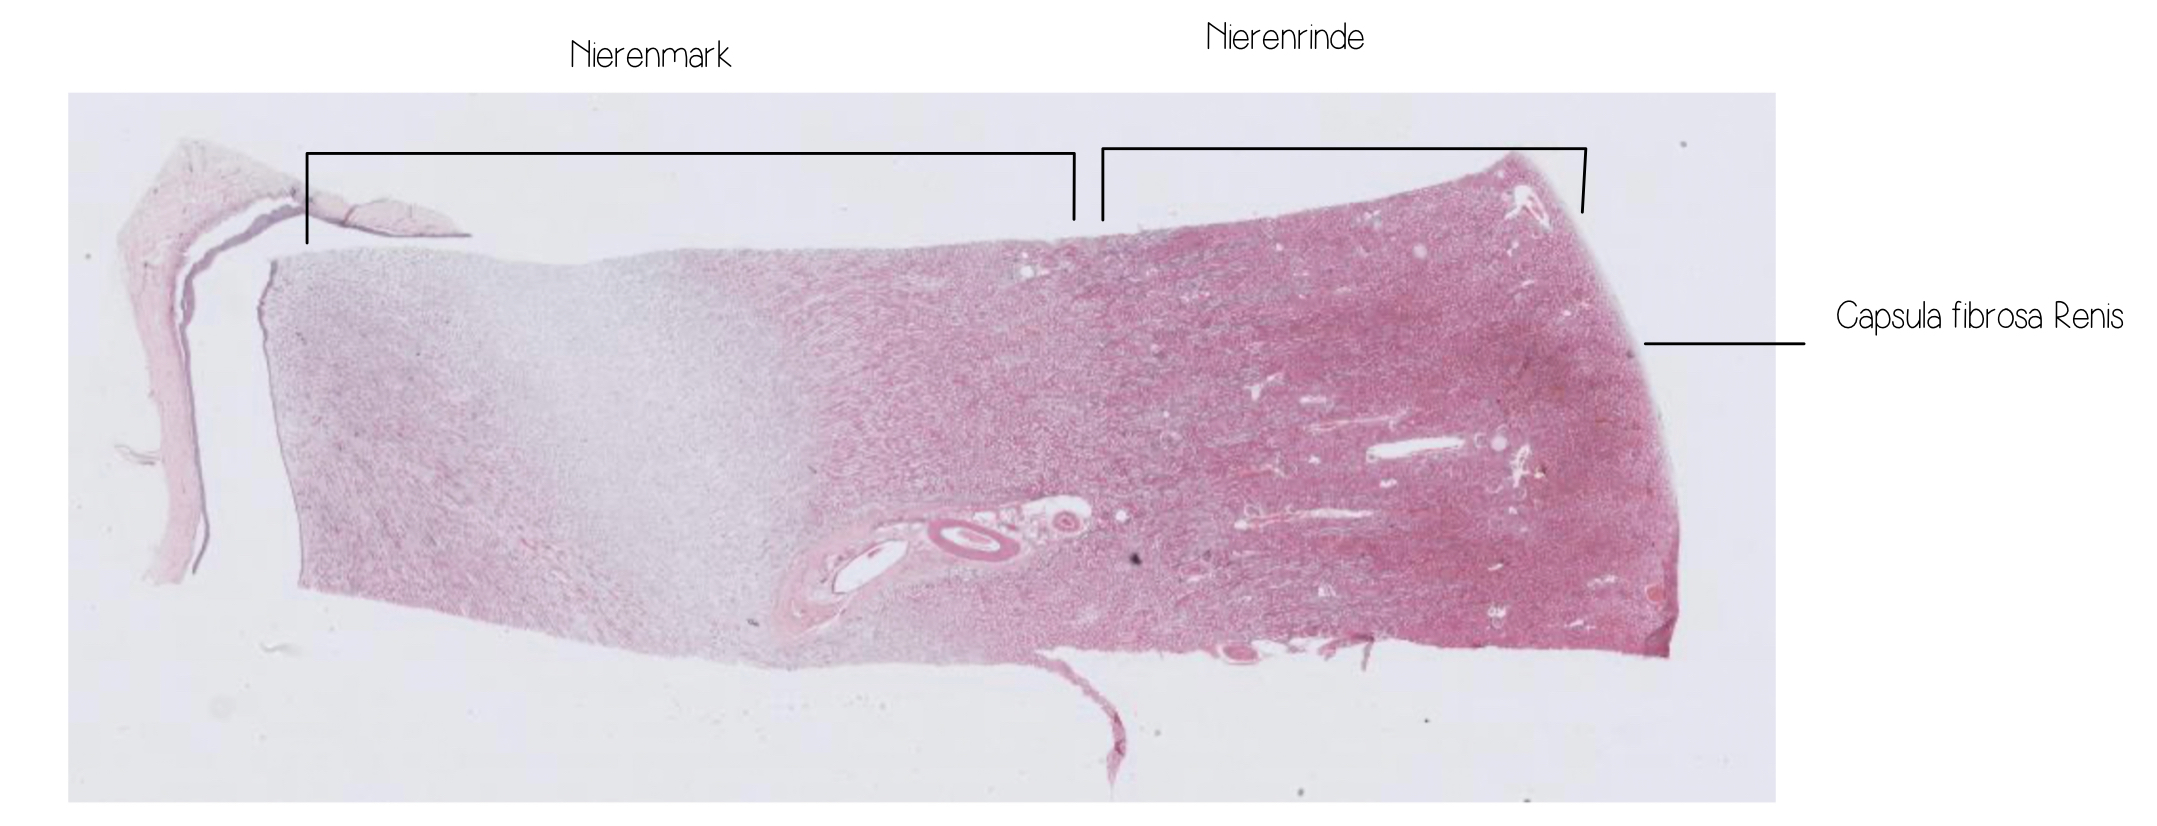 Nierenmark
Nierenrinde
Capsula fibrosa Renis